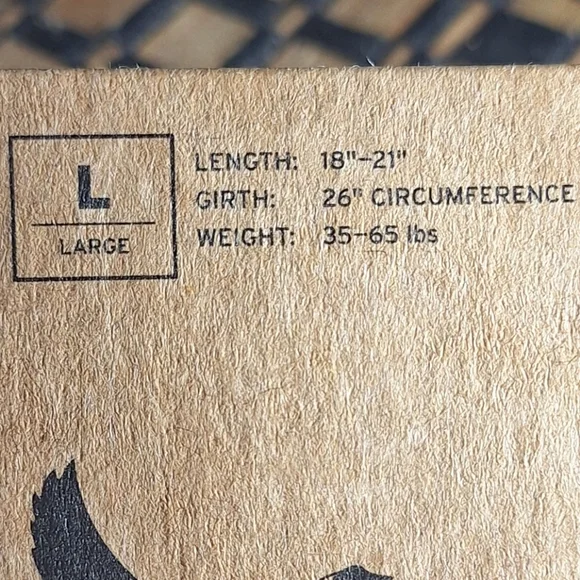 L
LARGE
LENGTH: 18"-21"
GIRTH: 26" CIRCUMFERENCE
WEIGHT: 35-65 lbs